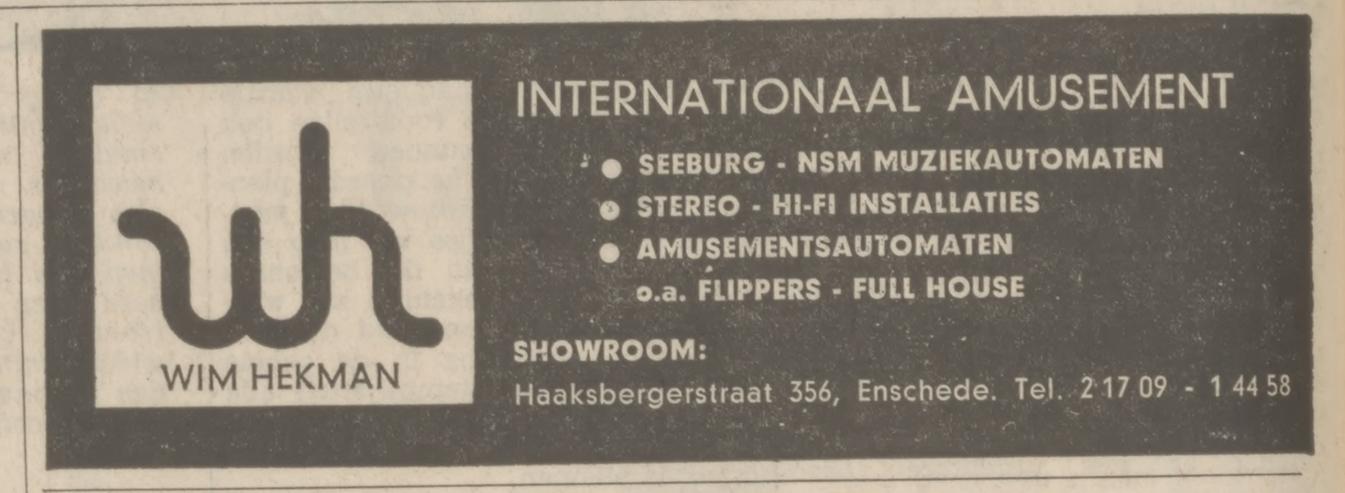 wh
WIM HEKMAN
INTERNATIONAAL AMUSEMENT
● SEEBURG - NSM MUZIEKAUTOMATEN
● STEREO - HI-FI INSTALLATIES
● AMUSEMENTSAUTOMATEN
o.a. FLIPPERS - FULL HOUSE
SHOWROOM:
Haaksbergerstraat 356, Enschede. Tel. 2 17 09 - 1 44 58